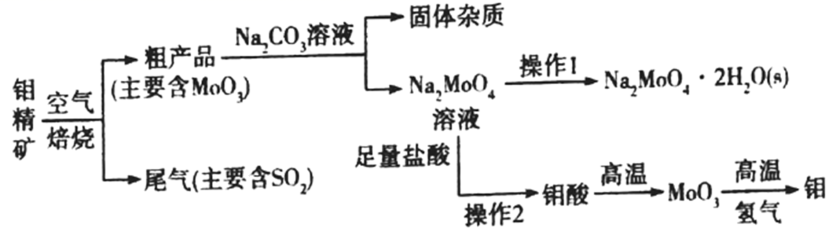 Na₂CO₃溶液
固体杂质
粗产品
(主要含MoO₃)
钼精矿
空气
焙烧
Na₂MoO₄
溶液
操作1
Na₂MoO₄·2H₂O(s)
尾气(主要含SO₂)
足量盐酸
操作2
钼酸
高温
MoO₃
高温
氢气
钼